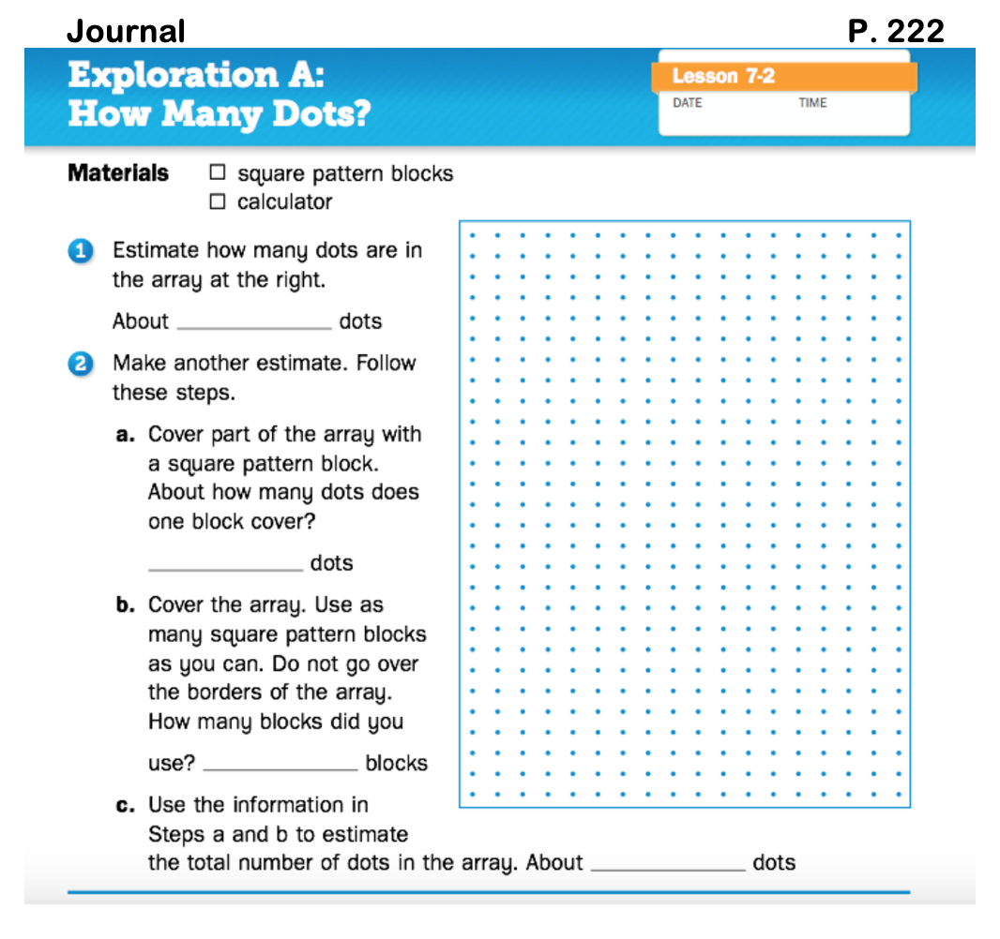 Journal P. 222
Exploration A:
How Many Dots?
Lesson 7-2
DATE TIME
Materials □ square pattern blocks
□ calculator
1 Estimate how many dots are in
the array at the right.
About ______________ dots
2 Make another estimate. Follow
these steps.
a. Cover part of the array with
a square pattern block.
About how many dots does
one block cover?
______________ dots
b. Cover the array. Use as
many square pattern blocks
as you can. Do not go over
the borders of the array.
How many blocks did you
use? ______________ blocks
c. Use the information in
Steps a and b to estimate
the total number of dots in the array. About ______________ dots